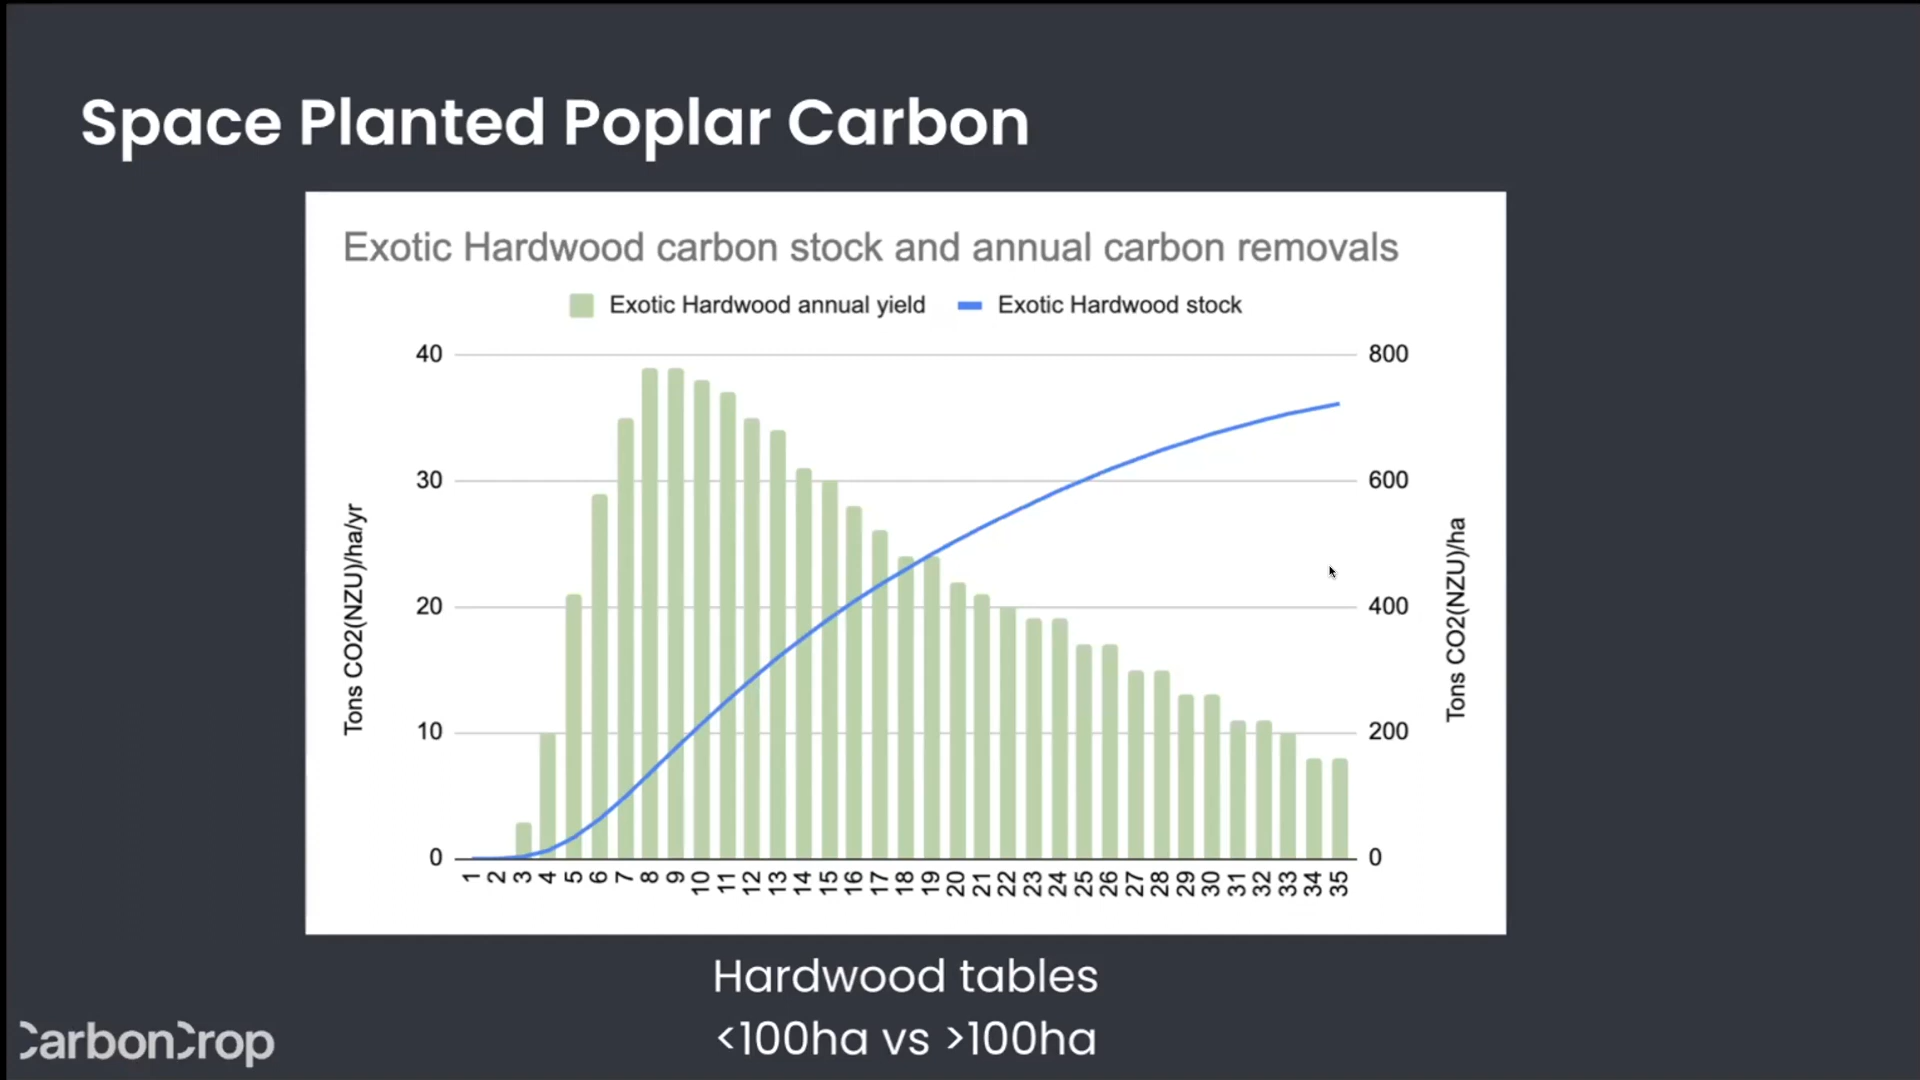 Space Planted Poplar Carbon
Exotic Hardwood carbon stock and annual carbon removals
Exotic Hardwood annual yield
Exotic Hardwood stock
40
30
20
10
0
Tons CO2(NZU)/ha/yr
800
600
400
200
0
Tons CO2(NZU)/ha
1 2 3 4 5 6 7 8 9 10 11 12 13 14 15 16 17 18 19 20 21 22 23 24 25 26 27 28 29 30 31 32 33 34 35
Hardwood tables
<100ha vs >100ha
CarbonCrop